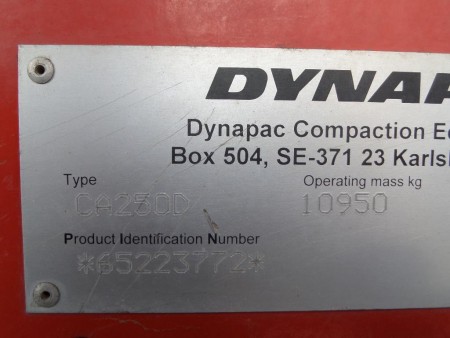 DYNAP
Dynapac Compaction Eq
Box 504, SE-371 23 Karls
Type Operating mass kg
CA250D 10950
Product Identification Number
*65223772*